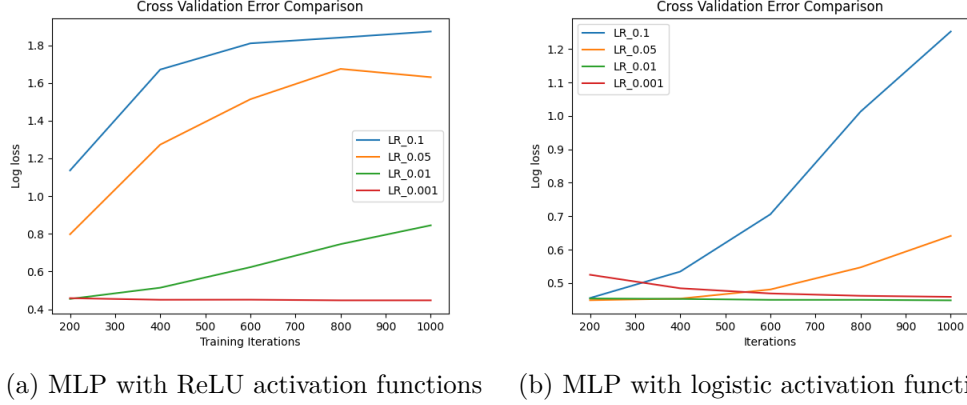 Cross Validation Error Comparison
Log loss
1.8
1.6
1.4
1.2
1.0
0.8
0.6
0.4
LR_0.1
LR_0.05
LR_0.01
LR_0.001
200 300 400 500 600 700 800 900 1000
Training Iterations
(a) MLP with ReLU activation functions
Cross Validation Error Comparison
Log loss
1.2
1.1
1.0
0.9
0.8
0.7
0.6
0.5
LR_0.1
LR_0.05
LR_0.01
LR_0.001
200 300 400 500 600 700 800 900 1000
Iterations
(b) MLP with logistic activation functi